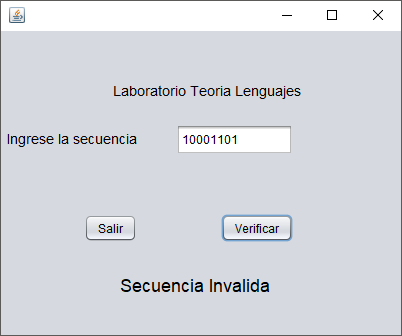 Laboratorio Teoria Lenguajes
Ingrese la secuencia 10001101
Salir Verificar
Secuencia Invalida